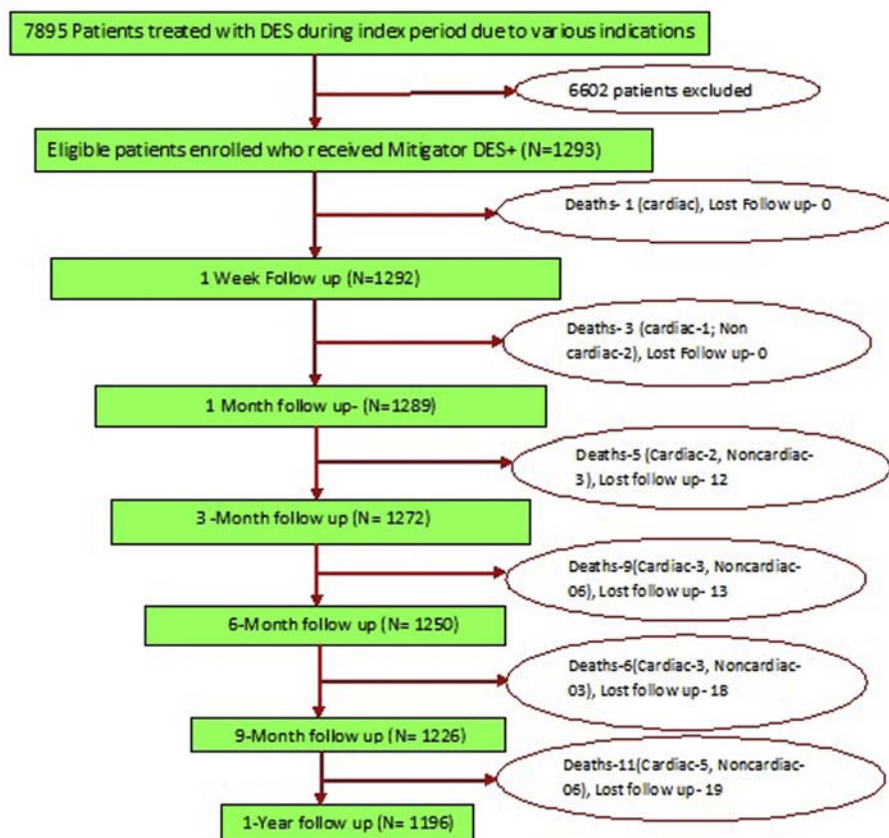 7895 Patients treated with DES during index period due to various indications
6602 patients excluded
Eligible patients enrolled who received Mitigator DES+ (N=1293)
Deaths- 1 (cardiac), Lost Follow up- 0
1 Week Follow up (N=1292)
Deaths- 3 (cardiac-1; Non
cardiac-2), Lost Follow up- 0
1 Month follow up- (N=1289)
Deaths-5 (Cardiac-2, Noncardiac-
3), Lost follow up- 12
3 -Month follow up (N= 1272)
Deaths-9(Cardiac-3, Noncardiac-
06), Lost follow up- 13
6-Month follow up (N= 1250)
Deaths-6(Cardiac-3, Noncardiac-
03), Lost follow up- 18
9-Month follow up (N= 1226)
Deaths-11(Cardiac-5, Noncardiac-
06), Lost follow up- 19
1-Year follow up (N= 1196)